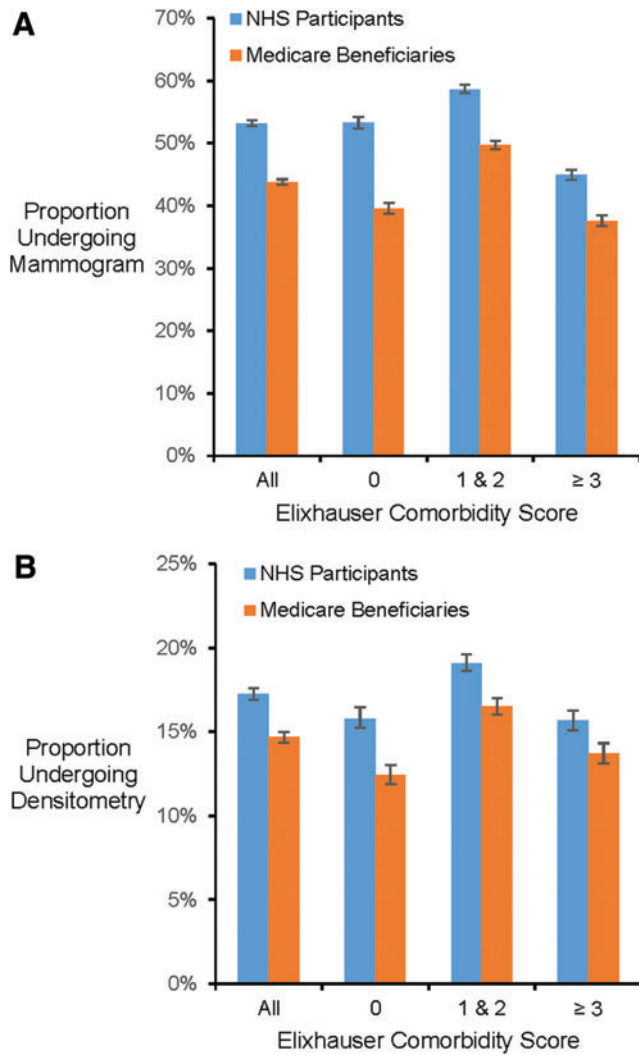 A
70%
NHS Participants
Medicare Beneficiaries
60%
50%
40%
30%
20%
10%
0%
Proportion
Undergoing
Mammogram
All 0 1 & 2 ≥ 3
Elixhauser Comorbidity Score
B
25%
NHS Participants
Medicare Beneficiaries
20%
15%
10%
5%
0%
Proportion
Undergoing
Densitometry
All 0 1 & 2 ≥ 3
Elixhauser Comorbidity Score